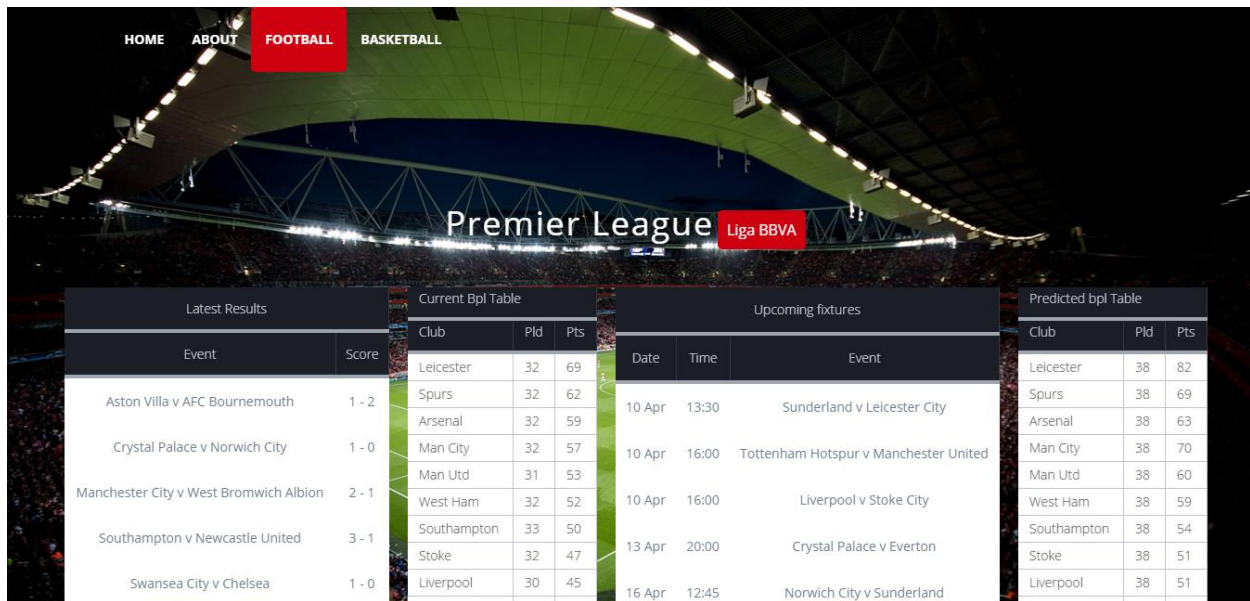 HOME ABOUT FOOTBALL BASKETBALL
Premier League Liga BBVA
Latest Results
Event Score
Aston Villa v AFC Bournemouth 1 - 2
Crystal Palace v Norwich City 1 - 0
Manchester City v West Bromwich Albion 2 - 1
Southampton v Newcastle United 3 - 1
Swansea City v Chelsea 1 - 0
Current Bpl Table
Club Pld Pts
Leicester 32 69
Spurs 32 62
Arsenal 32 59
Man City 32 57
Man Utd 31 53
West Ham 32 52
Southampton 33 50
Stoke 32 47
Liverpool 30 45
Upcoming fixtures
Date Time Event
10 Apr 13:30 Sunderland v Leicester City
10 Apr 16:00 Tottenham Hotspur v Manchester United
10 Apr 16:00 Liverpool v Stoke City
13 Apr 20:00 Crystal Palace v Everton
16 Apr 12:45 Norwich City v Sunderland
Predicted bpl Table
Club Pld Pts
Leicester 38 82
Spurs 38 69
Arsenal 38 63
Man City 38 70
Man Utd 38 60
West Ham 38 59
Southampton 38 54
Stoke 38 51
Liverpool 38 51